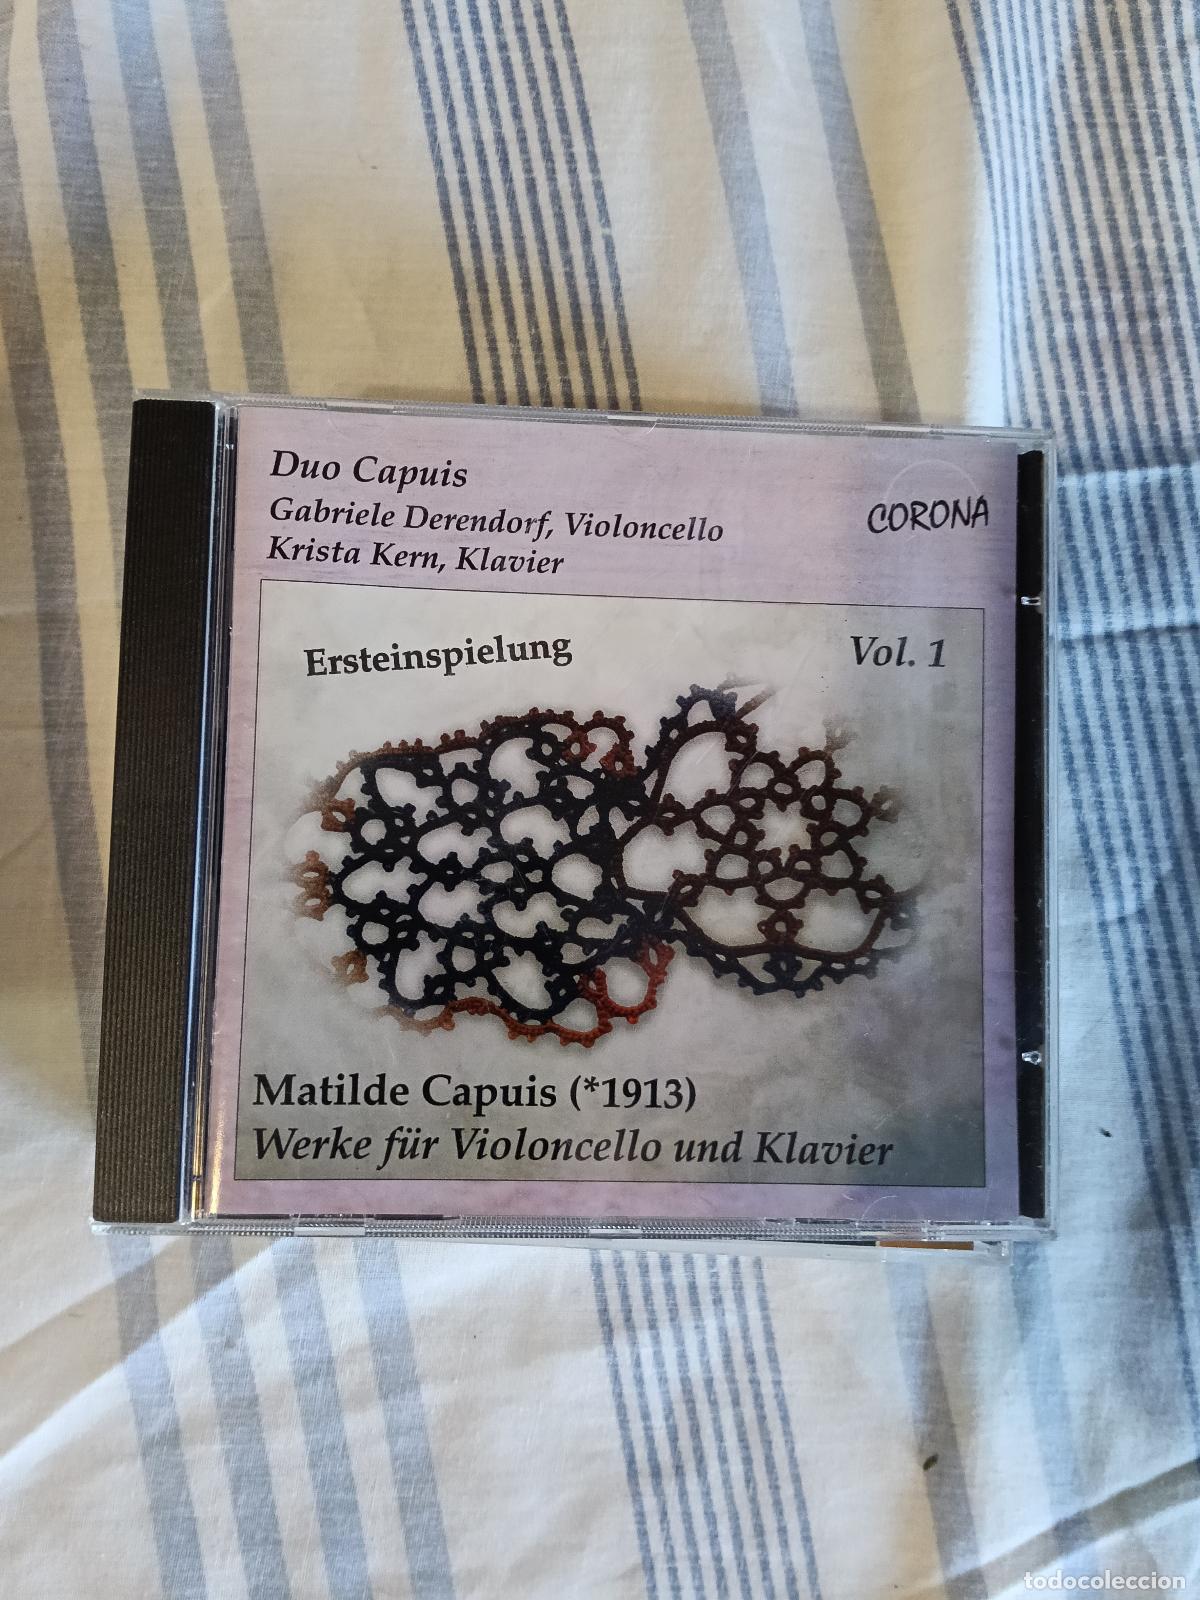 Duo Capuis
Gabriele Derendorf, Violoncello
Krista Kern, Klavier
CORONA
Ersteinspielung
Vol. 1
Matilde Capuis (*1913)
Werke für Violoncello und Klavier
todocoleccion